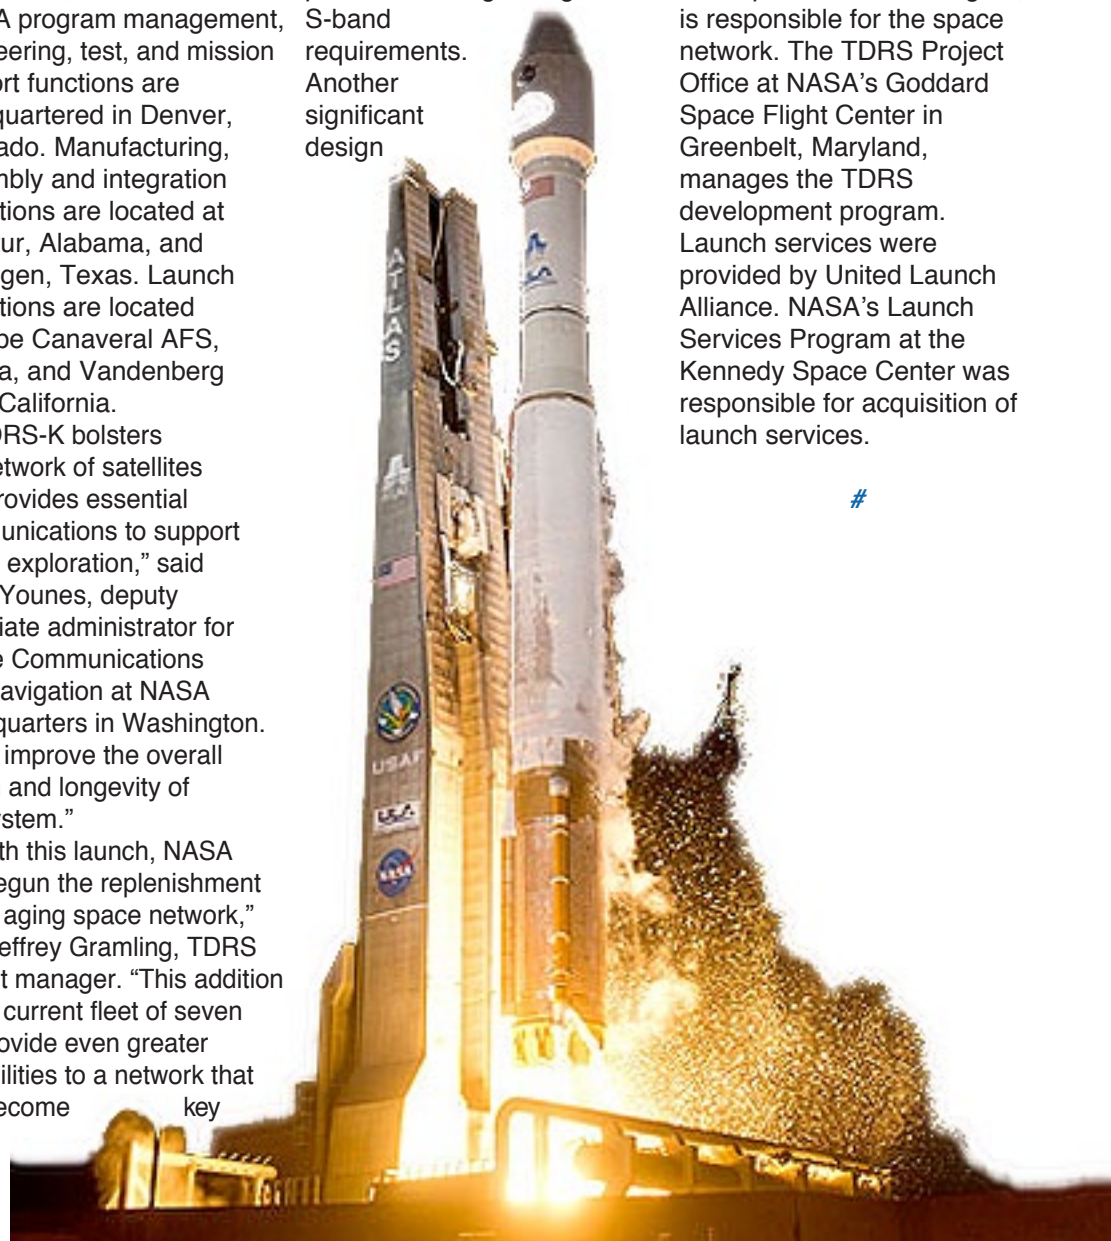 A program management,
eering, test, and mission
ort functions are
quartered in Denver,
ado. Manufacturing,
mbly and integration
tions are located at
ur, Alabama, and
gen, Texas. Launch
tions are located
pe Canaveral AFS,
a, and Vandenberg
California.
DRS-K bolsters
etwork of satellites
rovides essential
unications to support
exploration,” said
Younes, deputy
iate administrator for
e Communications
avigation at NASA
quarters in Washington.
improve the overall
and longevity of
ystem.”
th this launch, NASA
egun the replenishment
aging space network,”
effrey Gramling, TDRS
t manager. “This addition
current fleet of seven
ovide even greater
ilities to a network that
ecome key
S-band
requirements.
Another
significant
design
ATLAS
USAF
ULA
NASA
is responsible for the space
network. The TDRS Project
Office at NASA’s Goddard
Space Flight Center in
Greenbelt, Maryland,
manages the TDRS
development program.
Launch services were
provided by United Launch
Alliance. NASA’s Launch
Services Program at the
Kennedy Space Center was
responsible for acquisition of
launch services.
#